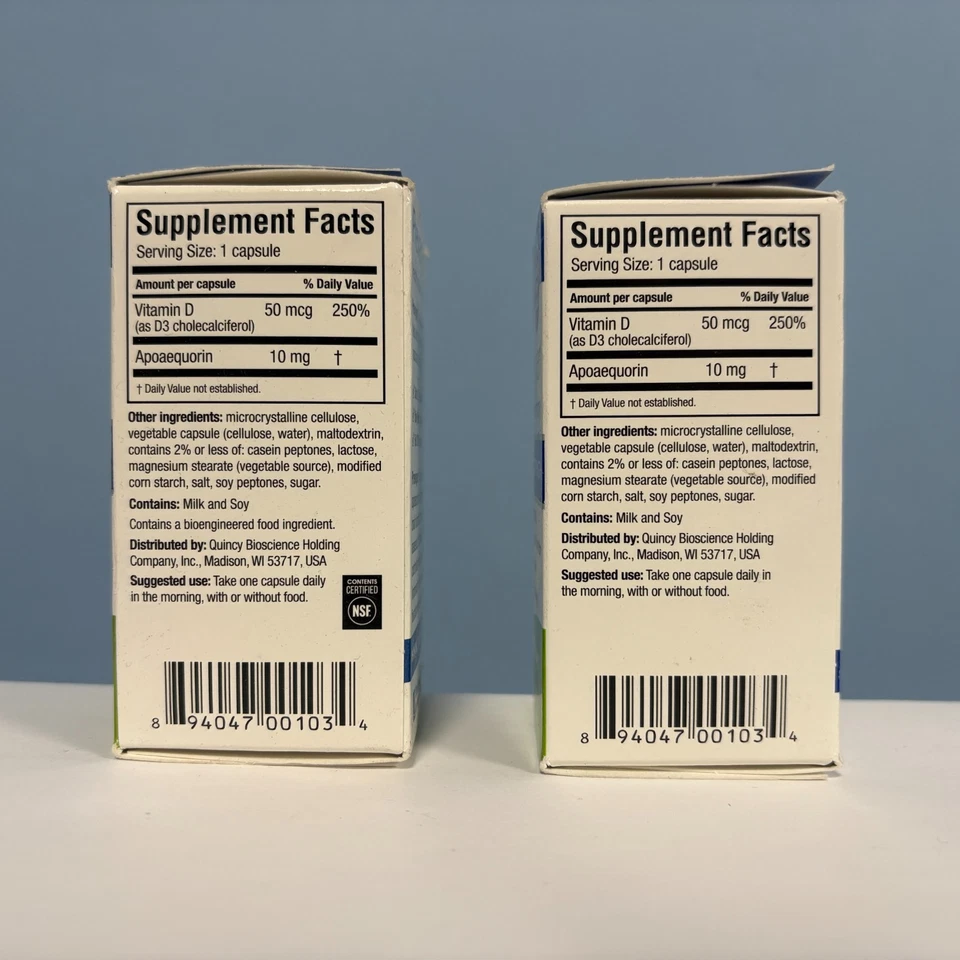 Supplement Facts
Serving Size: 1 capsule
Amount per capsule % Daily Value
Vitamin D 50 mcg 250%
(as D3 cholecalciferol)
Apoaequorin 10 mg †
† Daily Value not established.
Other ingredients: microcrystalline cellulose,
vegetable capsule (cellulose, water), maltodextrin,
contains 2% or less of: casein peptones, lactose,
magnesium stearate (vegetable source), modified
corn starch, salt, soy peptones, sugar.
Contains: Milk and Soy
Contains a bioengineered food ingredient.
Distributed by: Quincy Bioscience Holding
Company, Inc., Madison, WI 53717, USA
Suggested use: Take one capsule daily
in the morning, with or without food.
CONTENTS
CERTIFIED
NSF
8 94047 00103 4
Supplement Facts
Serving Size: 1 capsule
Amount per capsule % Daily Value
Vitamin D 50 mcg 250%
(as D3 cholecalciferol)
Apoaequorin 10 mg †
† Daily Value not established.
Other ingredients: microcrystalline cellulose,
vegetable capsule (cellulose, water), maltodextrin,
contains 2% or less of: casein peptones, lactose,
magnesium stearate (vegetable source), modified
corn starch, salt, soy peptones, sugar.
Contains: Milk and Soy
Distributed by: Quincy Bioscience Holding
Company, Inc., Madison, WI 53717, USA
Suggested use: Take one capsule daily in
the morning, with or without food.
8 94047 00103 4